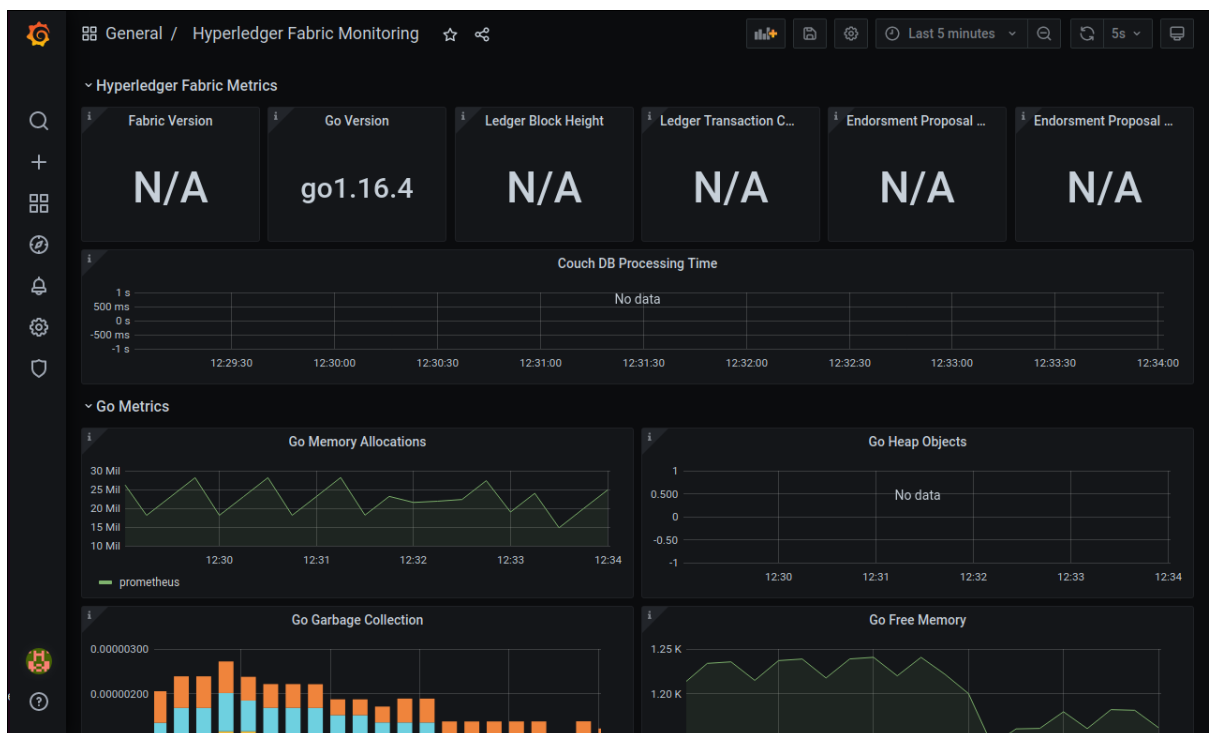 General / Hyperledger Fabric Monitoring
Last 5 minutes
5s
Hyperledger Fabric Metrics
Fabric Version
N/A
Go Version
go1.16.4
Ledger Block Height
N/A
Ledger Transaction C...
N/A
Endorsment Proposal ...
N/A
Endorsment Proposal ...
N/A
Couch DB Processing Time
No data
1 s
500 ms
0 s
-500 ms
-1 s
12:29:30 12:30:00 12:30:30 12:31:00 12:31:30 12:32:00 12:32:30 12:33:00 12:33:30 12:34:00
Go Metrics
Go Memory Allocations
30 Mil
25 Mil
20 Mil
15 Mil
10 Mil
12:30 12:31 12:32 12:33 12:34
prometheus
Go Heap Objects
No data
1
0.500
0
-0.50
-1
12:30 12:31 12:32 12:33 12:34
Go Garbage Collection
0.00000300
0.00000200
Go Free Memory
1.25 K
1.20 K